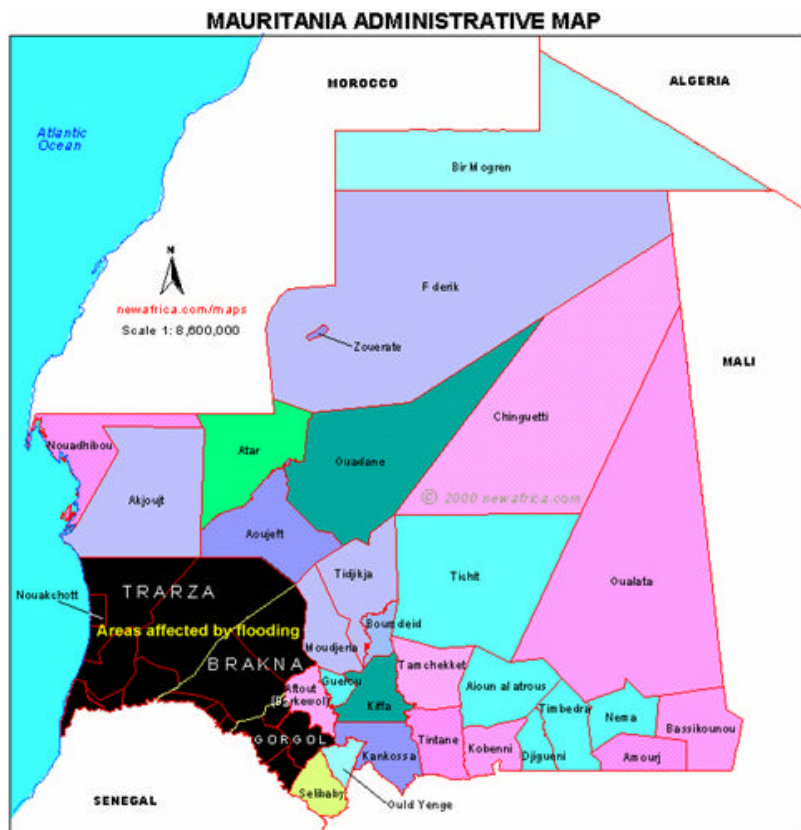 MAURITANIA ADMINISTRATIVE MAP
MOROCCO
ALGERIA
Atlantic
Ocean
Bir Mogren
N
newafrica.com/maps
Scale 1: 8,600,000
F derik
Zouerate
MALI
Nouadhibou
Atar
Ouadane
Chinguetti
Akjoujt
© 2000 newafrica.com
Aoujeft
Tidjikja
Tichit
Oualata
Nouakchott
TRARZA
Areas affected by flooding
Boumdeid
Moudjeria
BRAKNA
Guerou
Tamchekket
Aioun al atrous
Aftout
(Berkewol)
Kiffa
Timbedra
Nema
Bassikounou
GORGOL
Kankossa
Tintane
Kobenni
Djigueni
Amourj
Selibaby
Ould Yenge
SENEGAL